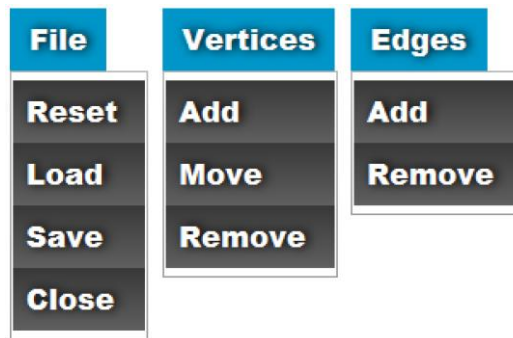 File
Reset
Load
Save
Close
Vertices
Add
Move
Remove
Edges
Add
Remove